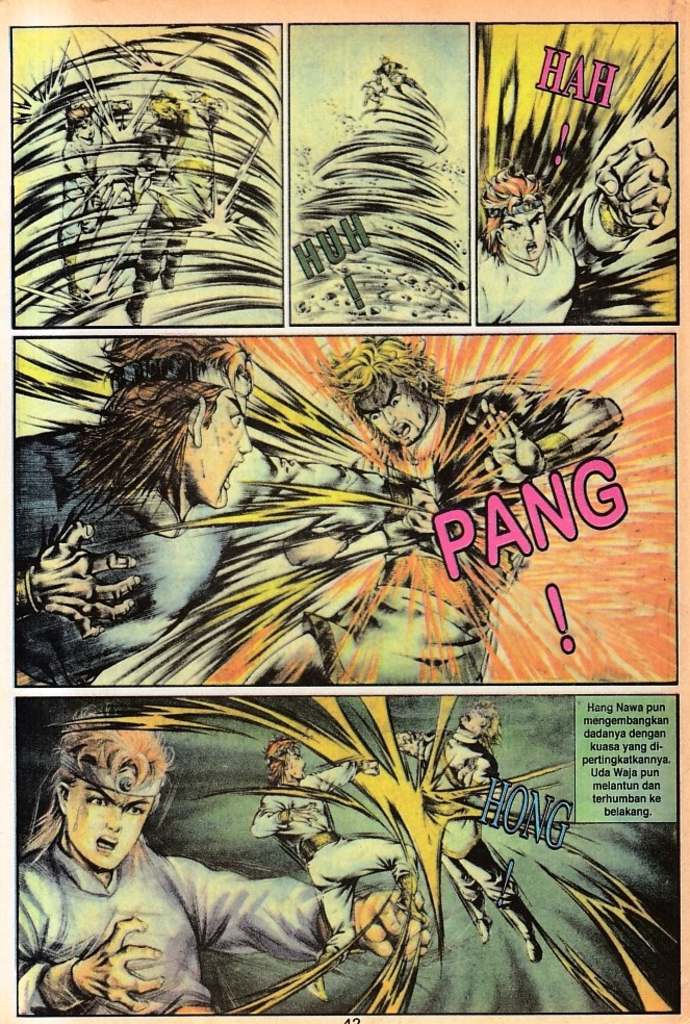 HUH
!
HAH
!
PANG
!
Hang Nawa pun
mengembangkan
dadanya dengan
kuasa yang di-
pertingkatkannya.
Uda Waja pun
melantun dan
terhumban ke
belakang.
HONG
!